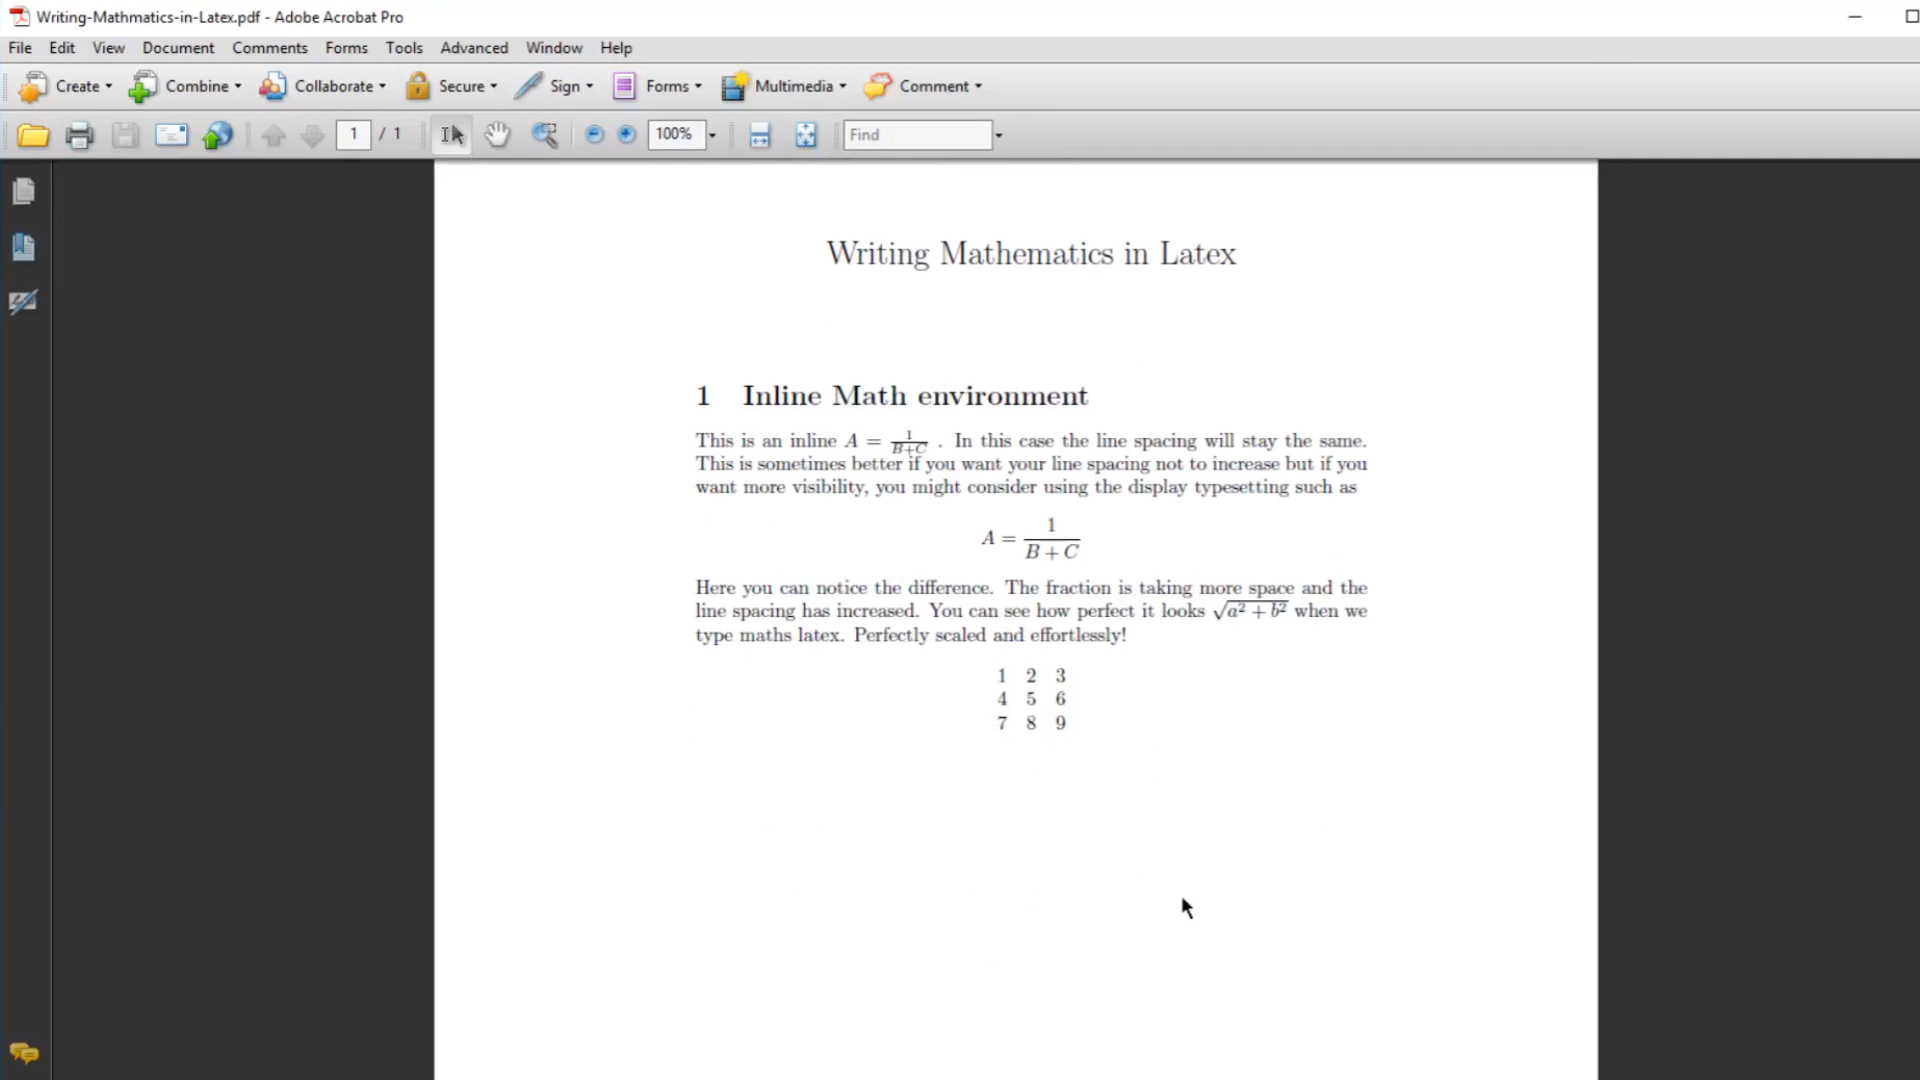 Writing-Mathmatics-in-Latex.pdf - Adobe Acrobat Pro
File Edit View Document Comments Forms Tools Advanced Window Help
Create Combine Collaborate Secure Sign Forms Multimedia Comment
1 / 1 100% Find
Writing Mathematics in Latex
1 Inline Math environment
This is an inline A = 1/(B+C) . In this case the line spacing will stay the same.
This is sometimes better if you want your line spacing not to increase but if you
want more visibility, you might consider using the display typesetting such as
A = 1/(B + C)
Here you can notice the difference. The fraction is taking more space and the
line spacing has increased. You can see how perfect it looks √(a² + b²) when we
type maths latex. Perfectly scaled and effortlessly!
1 2 3
4 5 6
7 8 9